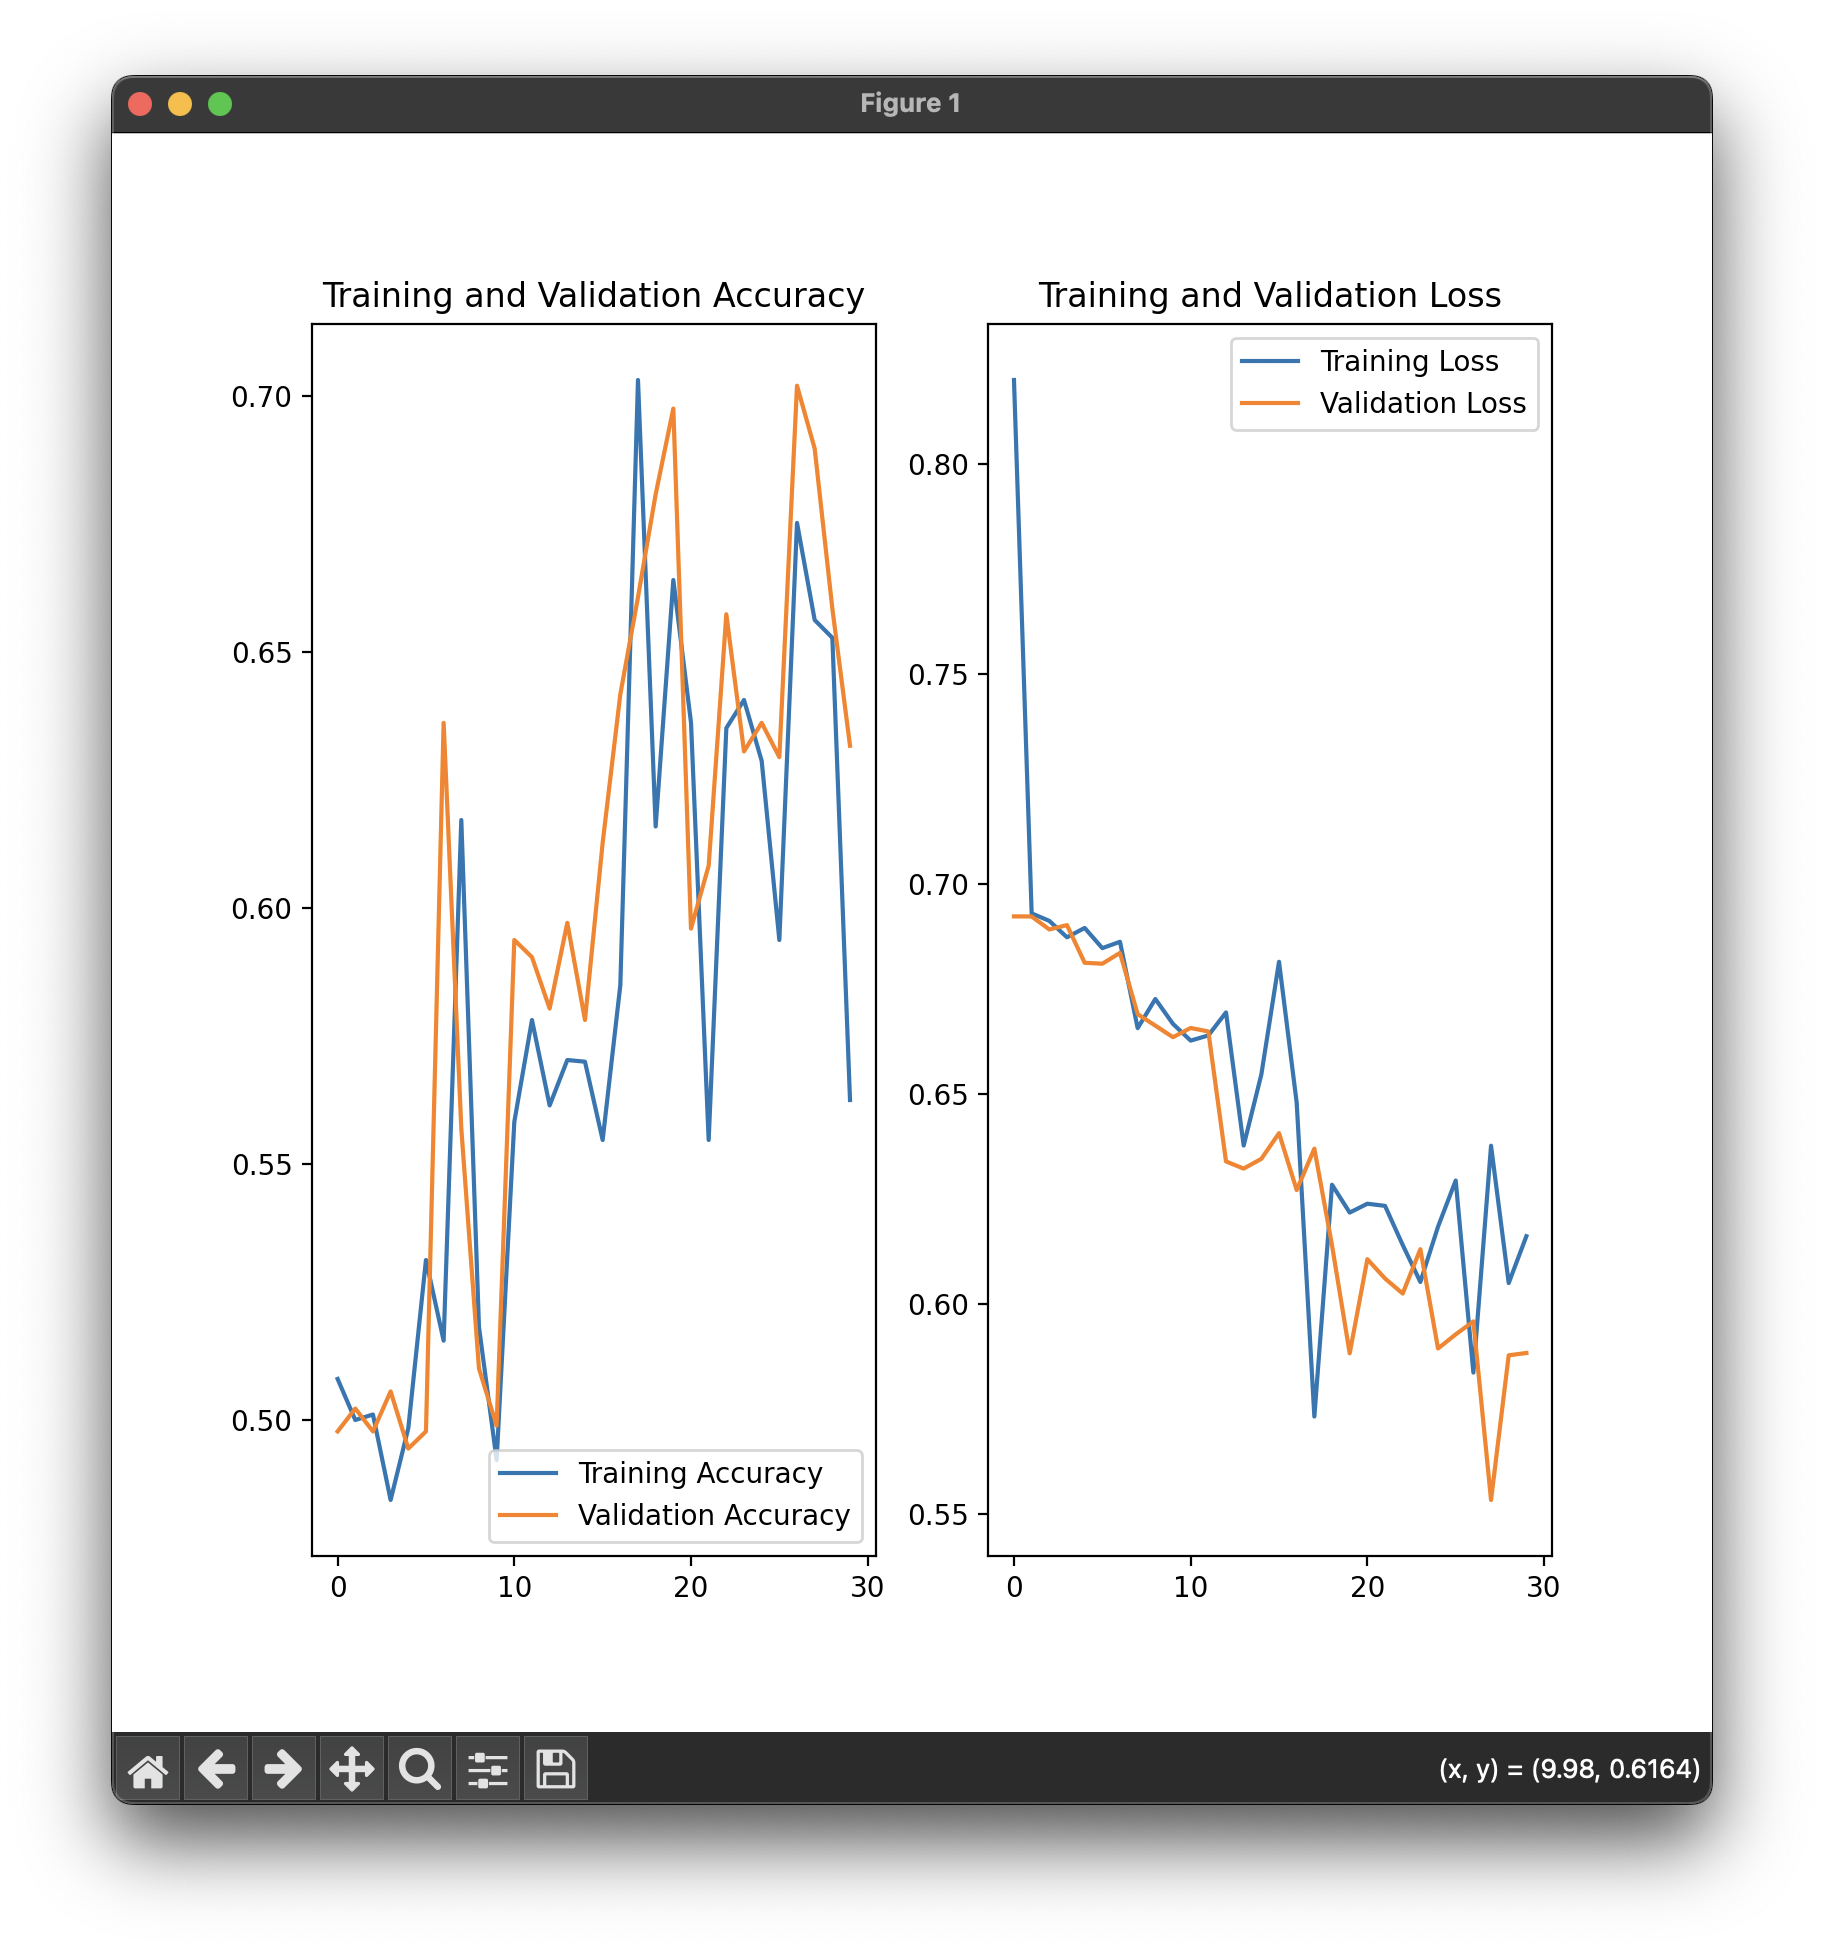 Figure 1
Training and Validation Accuracy
0.70
0.65
0.60
0.55
0.50
0 10 20 30
Training Accuracy
Validation Accuracy
Training and Validation Loss
0.80
0.75
0.70
0.65
0.60
0.55
0 10 20 30
Training Loss
Validation Loss
(x, y) = (9.98, 0.6164)